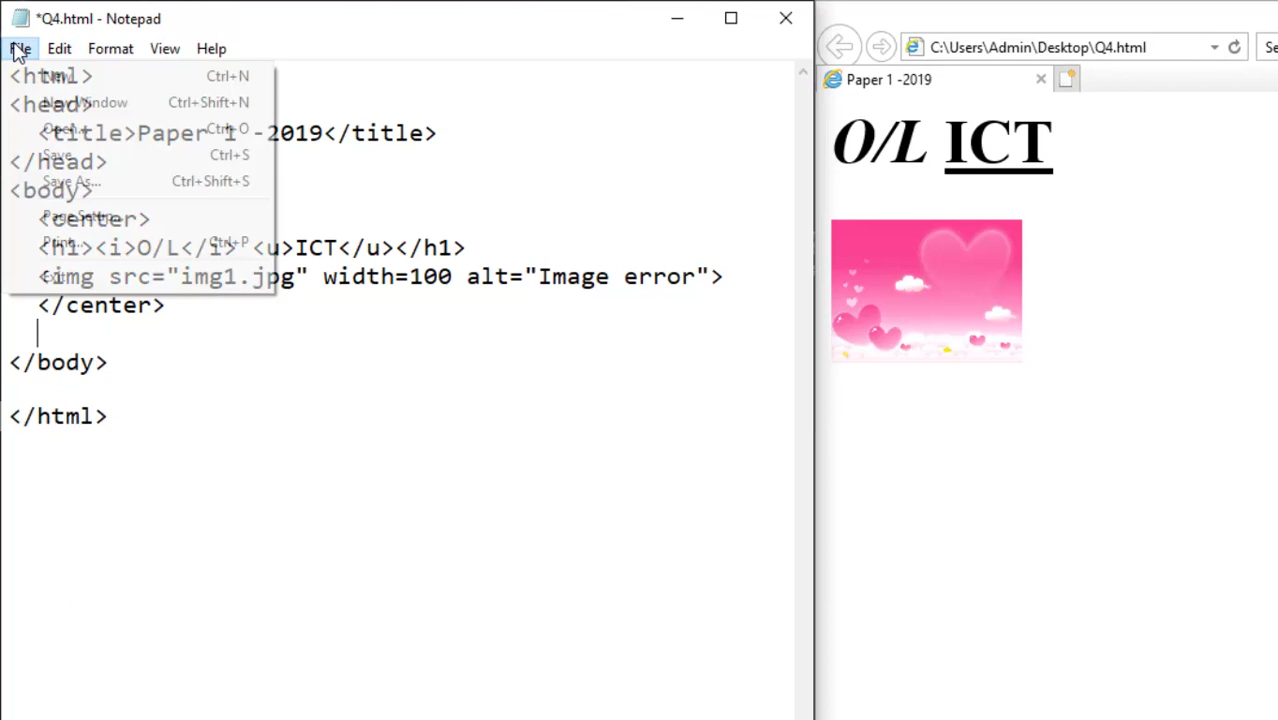 *Q4.html - Notepad
File Edit Format View Help
<html>
<head>
<title>Paper 1 -2019</title>
</head>
<body>
<center>
<h1><i>O/L</i> <u>ICT</u></h1>
<img src="img1.jpg" width=100 alt="Image error">
</center>
</body>
</html>
New Ctrl+N
New Window Ctrl+Shift+N
Open... Ctrl+O
Save Ctrl+S
Save As... Ctrl+Shift+S
Page Setup...
Print... Ctrl+P
Exit
C:\Users\Admin\Desktop\Q4.html
Se
Paper 1 -2019
O/L ICT